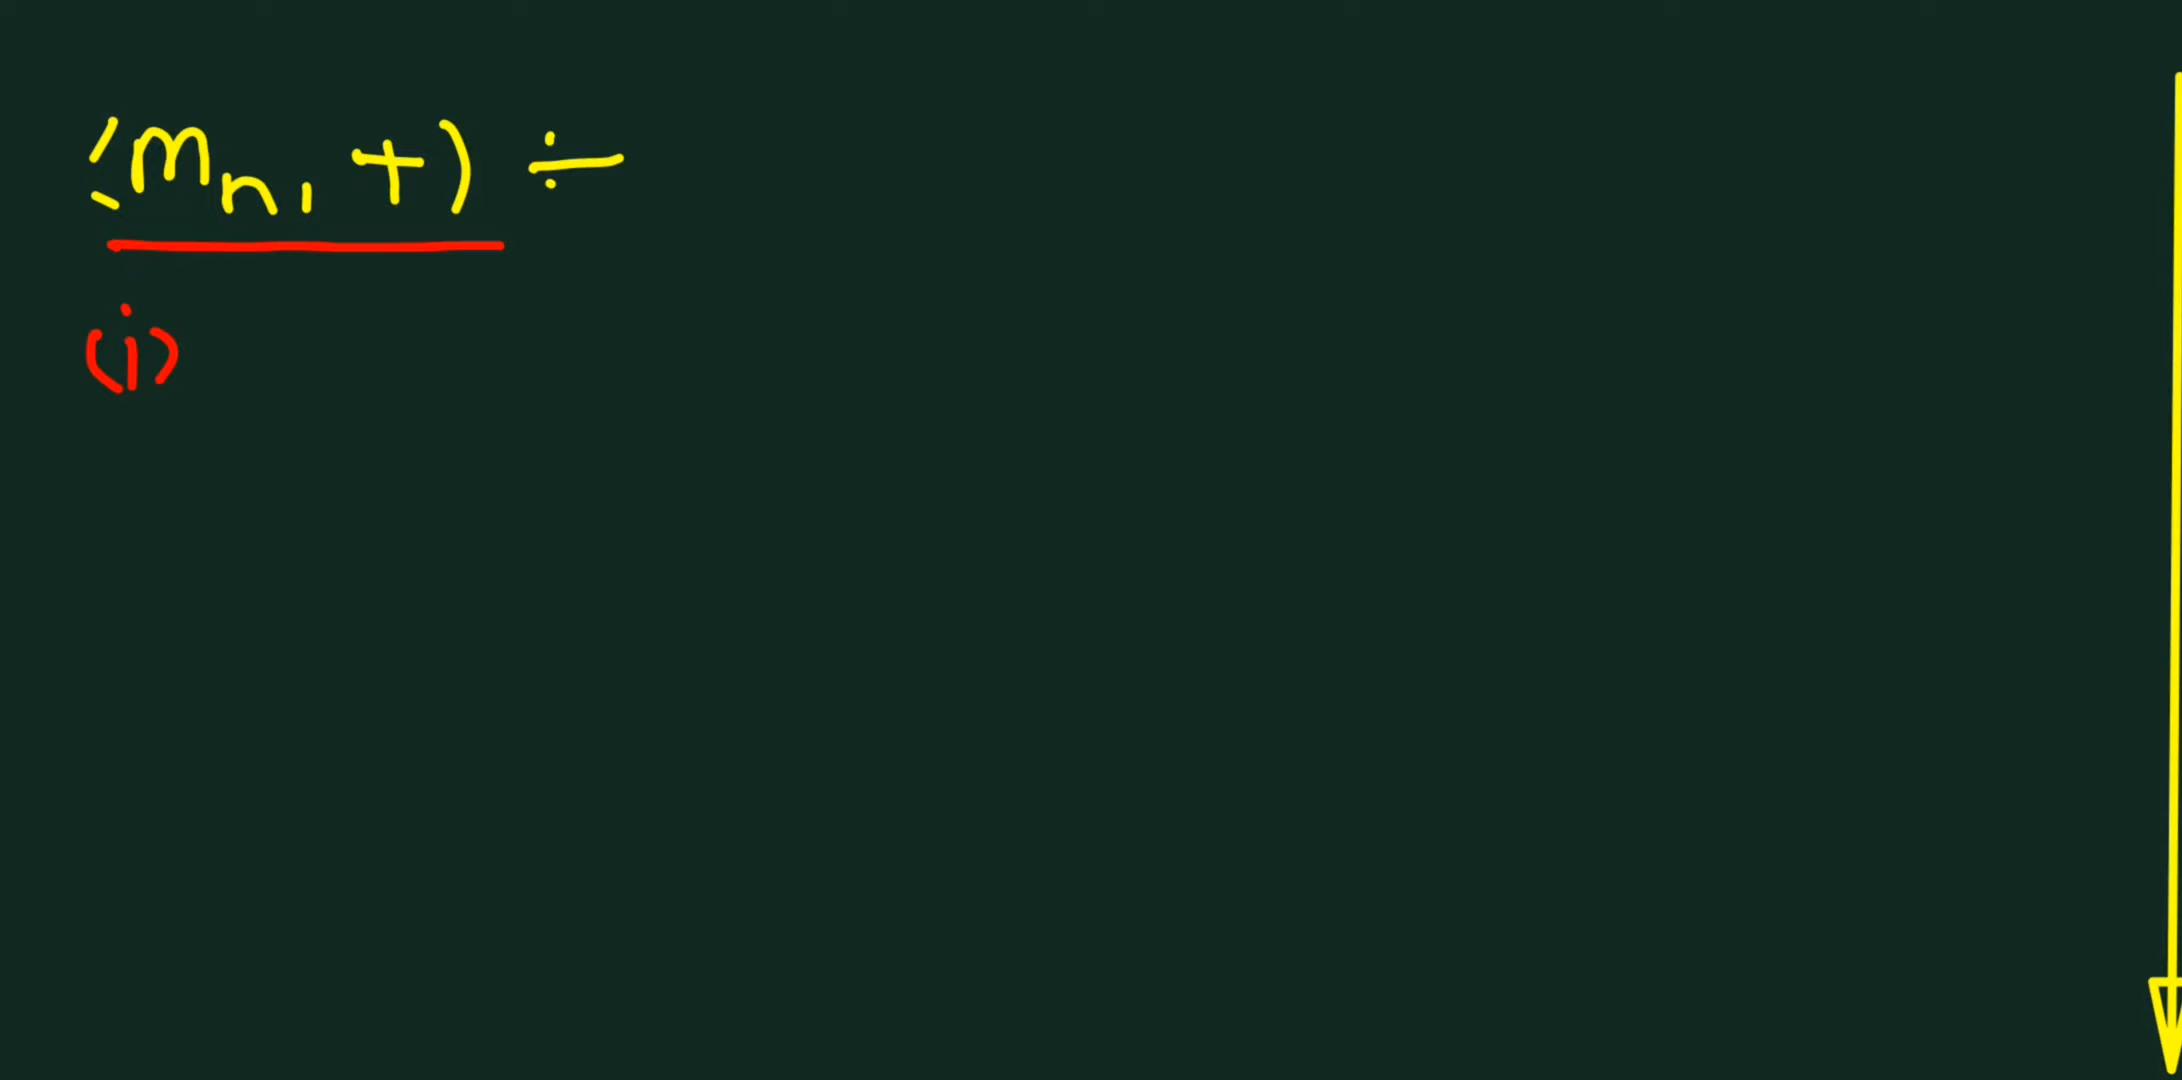 (Mn, +) ÷
(i)